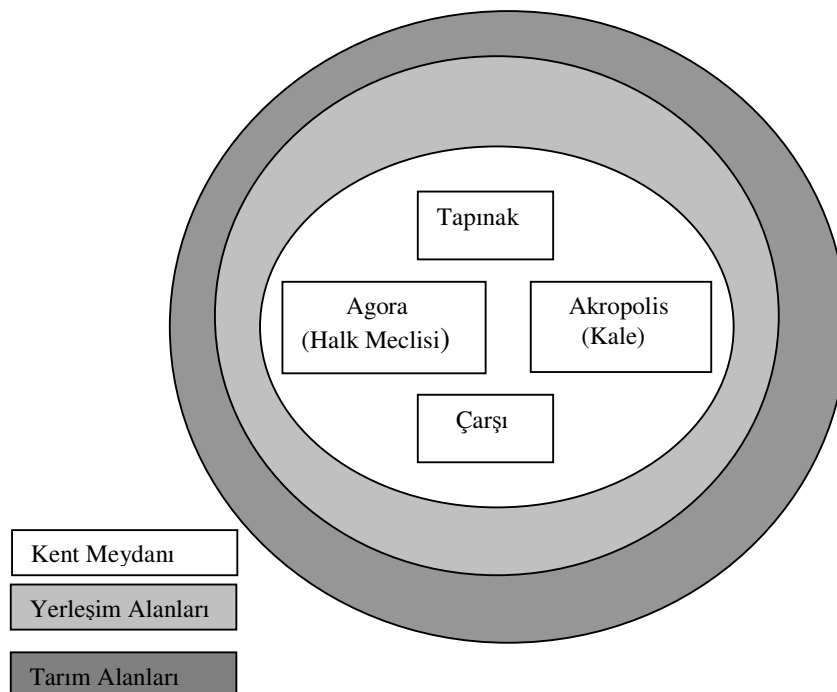 Tapınak
Agora
(Halk Meclisi)
Akropolis
(Kale)
Çarşı
Kent Meydanı
Yerleşim Alanları
Tarım Alanları